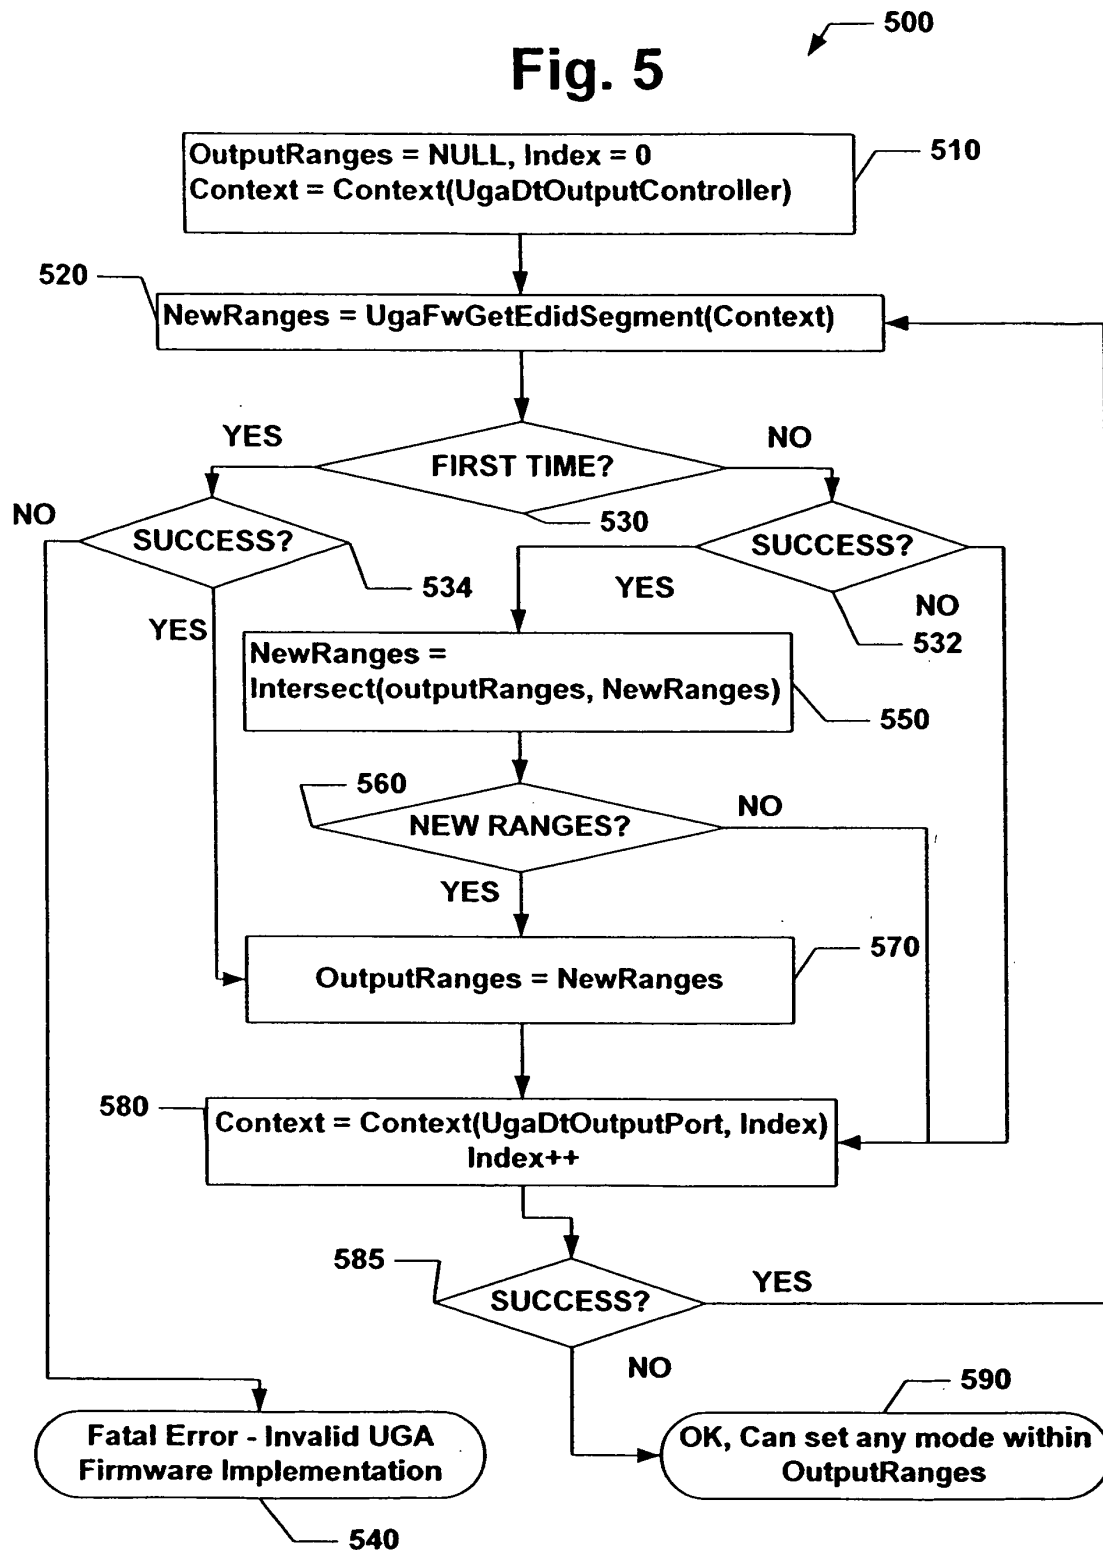 500
Fig. 5
OutputRanges = NULL, Index = 0
Context = Context(UgaDtOutputController)
510
520
NewRanges = UgaFwGetEdidSegment(Context)
YES
NO
FIRST TIME?
530
NO
SUCCESS?
534
SUCCESS?
YES
NO
532
YES
NewRanges =
Intersect(outputRanges, NewRanges)
550
560
NEW RANGES?
NO
YES
570
OutputRanges = NewRanges
580
Context = Context(UgaDtOutputPort, Index)
Index++
585
SUCCESS?
YES
NO
590
Fatal Error - Invalid UGA
Firmware Implementation
540
OK, Can set any mode within
OutputRanges